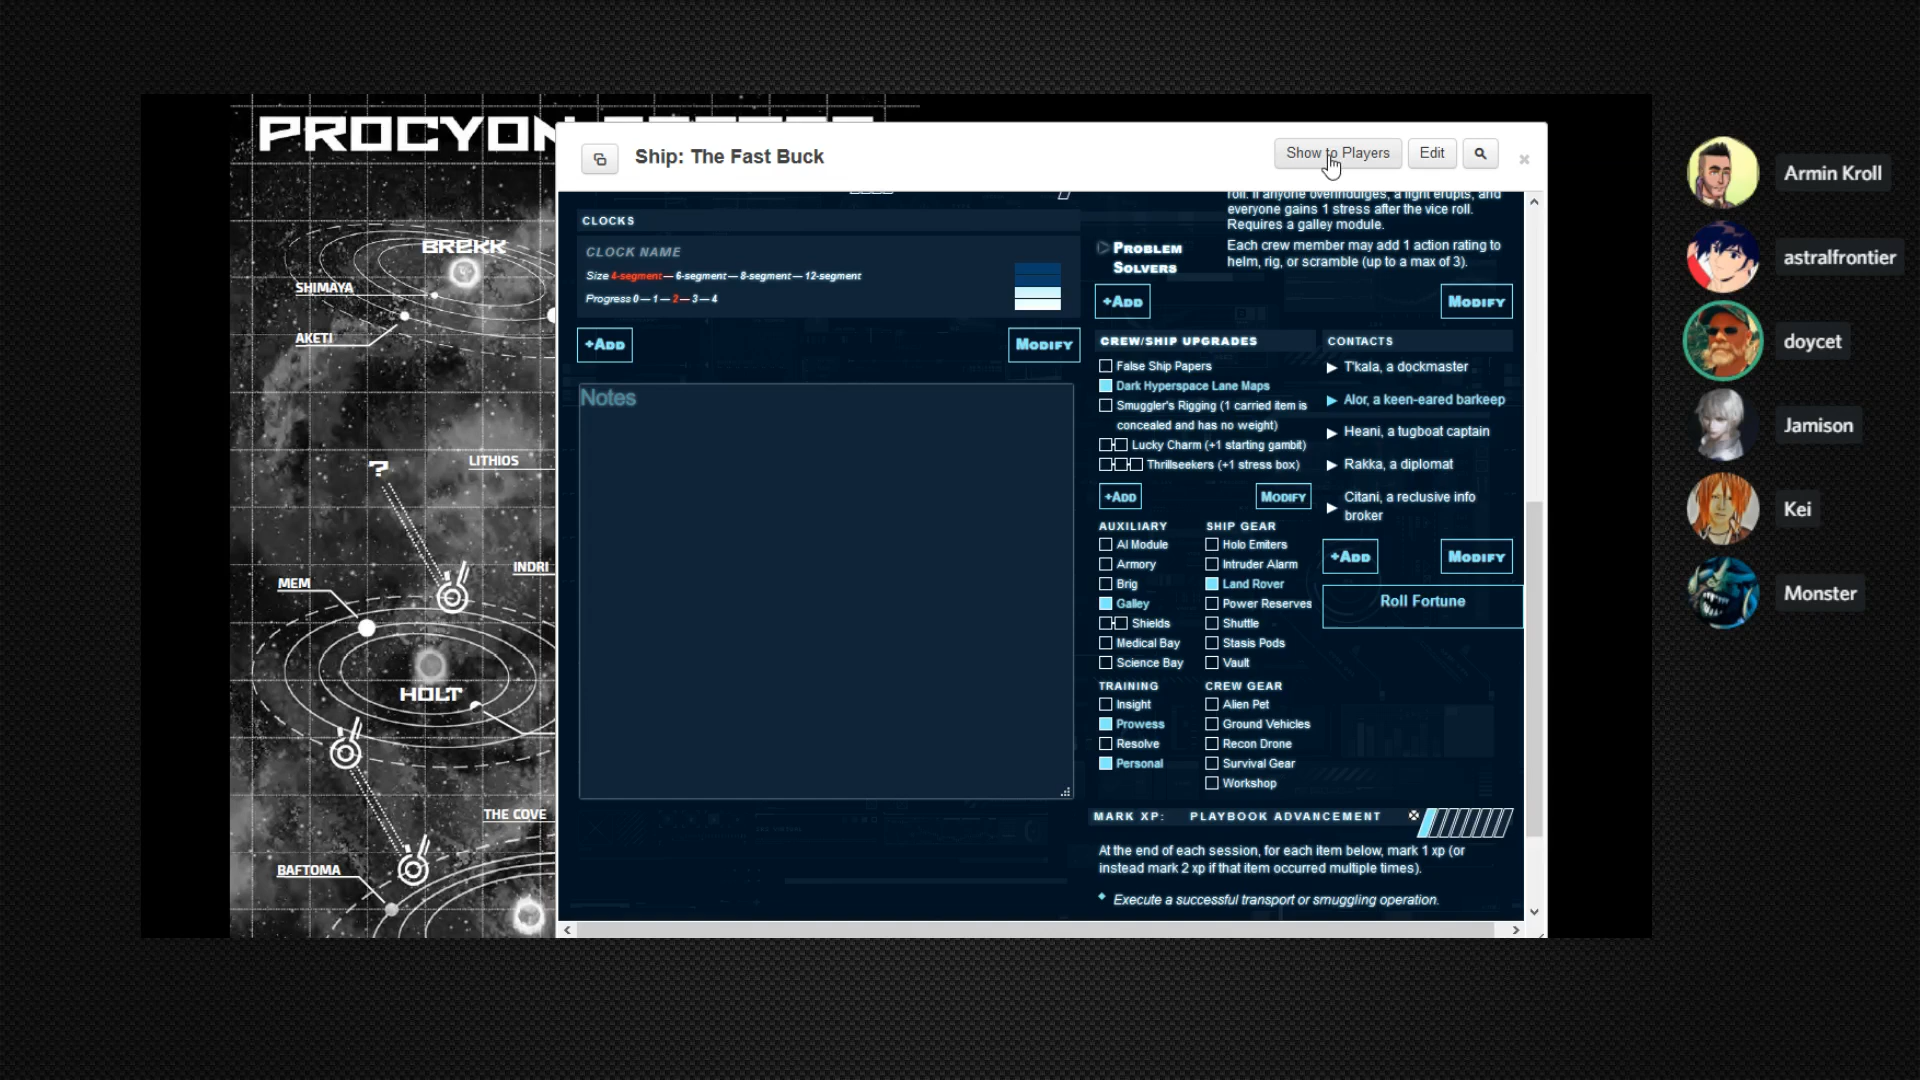 PROCYON
BREKK
SHIMAYA
AKETI
?
LITHIOS
INDRI
MEM
HOLT
THE COVE
BAFTOMA
Ship: The Fast Buck
Show to Players
Edit
CLOCKS
CLOCK NAME
Size 4-segment — 6-segment — 8-segment — 12-segment
Progress 0 — 1 — 2 — 3 — 4
+ADD
MODIFY
Notes
roll. If anyone overindulges, a fight erupts, and
everyone gains 1 stress after the vice roll.
Requires a galley module.
PROBLEM
SOLVERS
Each crew member may add 1 action rating to
helm, rig, or scramble (up to a max of 3).
+ADD
MODIFY
CREW/SHIP UPGRADES
False Ship Papers
Dark Hyperspace Lane Maps
Smuggler's Rigging (1 carried item is
concealed and has no weight)
Lucky Charm (+1 starting gambit)
Thrillseekers (+1 stress box)
+ADD
MODIFY
CONTACTS
T'kala, a dockmaster
Alor, a keen-eared barkeep
Heani, a tugboat captain
Rakka, a diplomat
Citani, a reclusive info
broker
+ADD
MODIFY
Roll Fortune
AUXILIARY
AI Module
Armory
Brig
Galley
Shields
Medical Bay
Science Bay
SHIP GEAR
Holo Emiters
Intruder Alarm
Land Rover
Power Reserves
Shuttle
Stasis Pods
Vault
TRAINING
Insight
Prowess
Resolve
Personal
CREW GEAR
Alien Pet
Ground Vehicles
Recon Drone
Survival Gear
Workshop
MARK XP: PLAYBOOK ADVANCEMENT
At the end of each session, for each item below, mark 1 xp (or
instead mark 2 xp if that item occurred multiple times).
Execute a successful transport or smuggling operation.
Armin Kroll
astralfrontier
doycet
Jamison
Kei
Monster